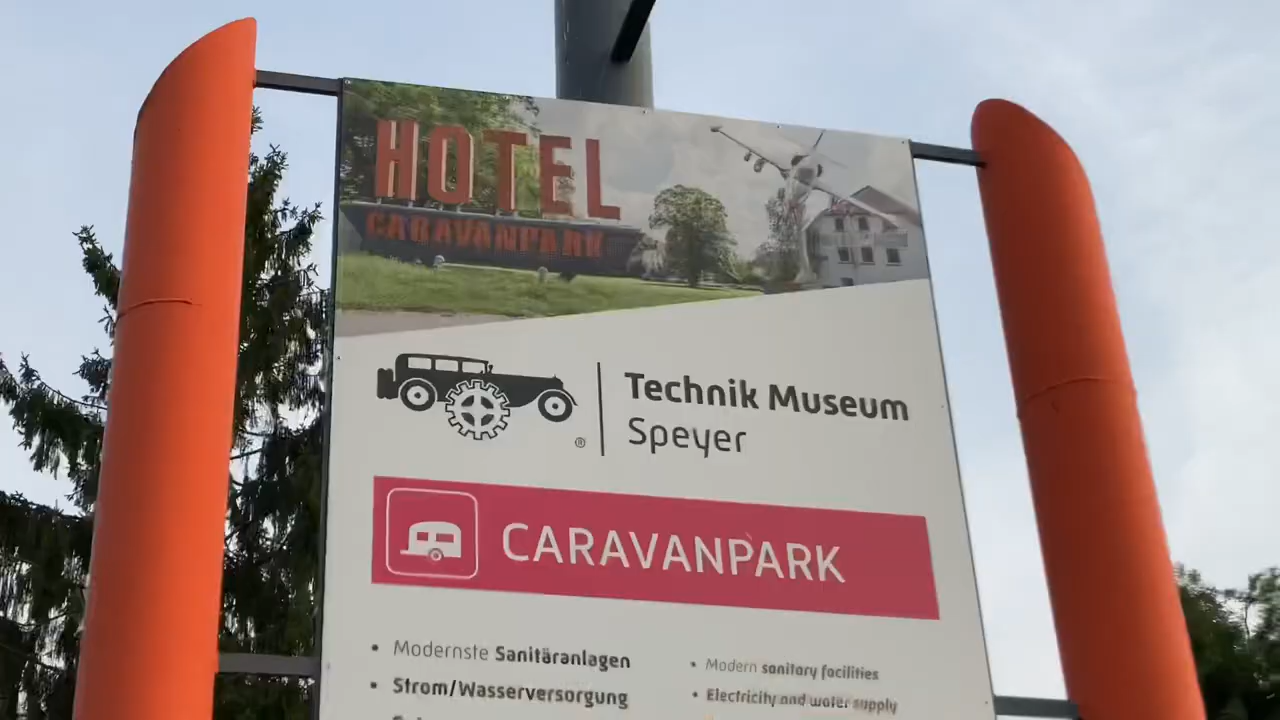 HOTEL
CARAVANPARK
Technik Museum
Speyer
®
CARAVANPARK
• Modernste Sanitäranlagen
• Strom/Wasserversorgung
• Modern sanitary facilities
• Electricity and water supply